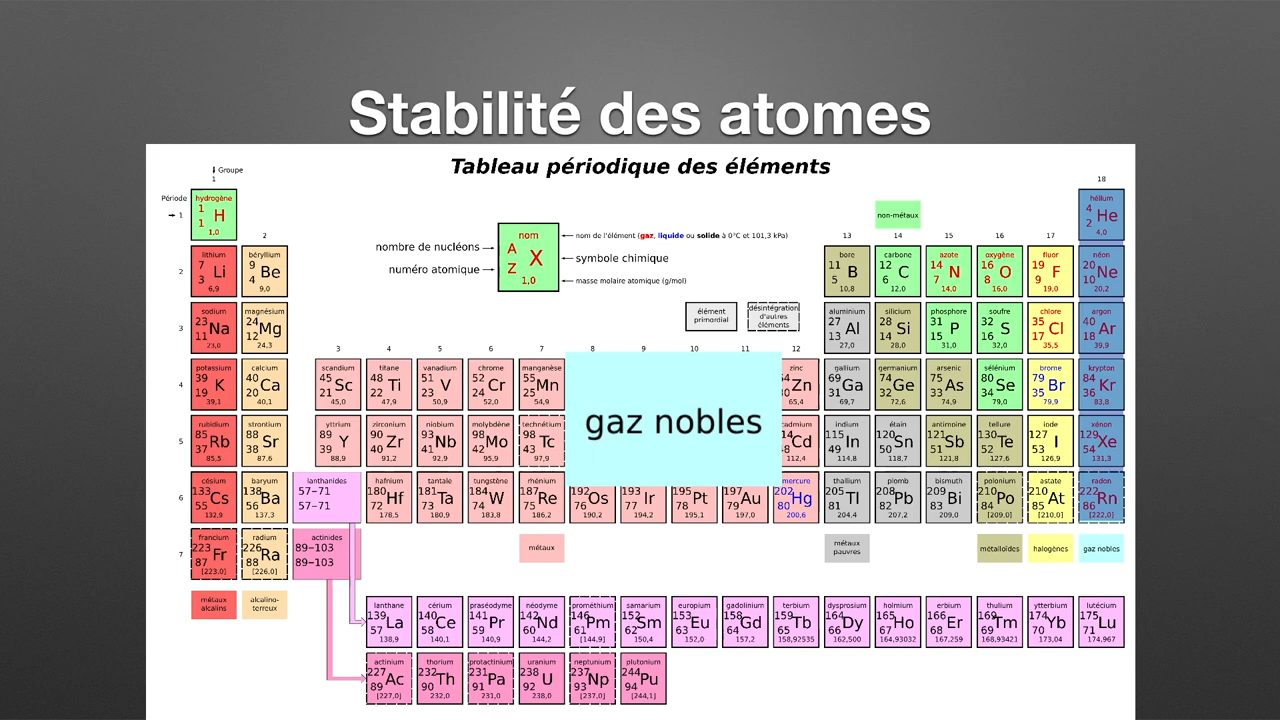 Stabilité des atomes
Tableau périodique des éléments
Groupe
1
18
Période
1
hydrogène
1
1
H
1,0
hélium
4
2
He
4,0
nom
A
Z
X
1,0
nombre de nucléons
numéro atomique
nom de l'élément (gaz, liquide ou solide à 0°C et 101,3 kPa)
symbole chimique
masse molaire atomique (g/mol)
non-métaux
2
13
14
15
16
17
2
lithium
7
3
Li
6,9
béryllium
9
4
Be
9,0
bore
11
5
B
10,8
carbone
12
6
C
12,0
azote
14
7
N
14,0
oxygène
16
8
O
16,0
fluor
19
9
F
19,0
néon
20
10
Ne
20,2
élément
primordial
désintégration
d'autres
éléments
3
sodium
23
11
Na
23,0
magnésium
24
12
Mg
24,3
aluminium
27
13
Al
27,0
silicium
28
14
Si
28,0
phosphore
31
15
P
31,0
soufre
32
16
S
32,0
chlore
35
17
Cl
35,5
argon
40
18
Ar
39,9
3
4
5
6
7
8
9
10
11
12
4
potassium
39
19
K
39,1
calcium
40
20
Ca
40,1
scandium
45
21
Sc
45,0
titane
48
22
Ti
47,9
vanadium
51
23
V
50,9
chrome
52
24
Cr
52,0
manganèse
55
25
Mn
54,9
zinc
Zn
65,4
gallium
69
31
Ga
69,7
germanium
74
32
Ge
72,6
arsenic
75
33
As
74,9
sélénium
80
34
Se
79,0
brome
79
35
Br
79,9
krypton
84
36
Kr
83,8
gaz nobles
5
rubidium
85
37
Rb
85,5
strontium
88
38
Sr
87,6
yttrium
89
39
Y
88,9
zirconium
90
40
Zr
91,2
niobium
93
41
Nb
92,9
molybdène
98
42
Mo
95,9
technétium
98
43
Tc
97,9
cadmium
Cd
112,4
indium
115
49
In
114,8
étain
120
50
Sn
118,7
antimoine
121
51
Sb
121,8
tellure
130
52
Te
127,6
iode
127
53
I
126,9
xénon
129
54
Xe
131,3
6
césium
133
55
Cs
132,9
baryum
138
56
Ba
137,3
lanthanides
57–71
57–71
hafnium
180
72
Hf
178,5
tantale
181
73
Ta
180,9
tungstène
184
74
W
183,8
rhénium
187
75
Re
186,2
192
76
Os
190,2
193
77
Ir
194,2
195
78
Pt
195,1
197
79
Au
197,0
mercure
202
80
Hg
200,6
thallium
205
81
Tl
204,4
plomb
208
82
Pb
207,2
bismuth
209
83
Bi
209,0
polonium
210
84
Po
[209,0]
astate
210
85
At
[210,0]
radon
222
86
Rn
[222,0]
7
francium
223
87
Fr
[223,0]
radium
226
88
Ra
[226,0]
actinides
89–103
89–103
métaux
métaux
pauvres
métalloïdes
halogènes
gaz nobles
métaux
alcalins
alcalino-
terreux
lanthane
139
57
La
138,9
cérium
140
58
Ce
140,1
praséodyme
141
59
Pr
140,9
néodyme
142
60
Nd
144,2
prométhium
146
61
Pm
[144,9]
samarium
152
62
Sm
150,4
europium
153
63
Eu
152,0
gadolinium
158
64
Gd
157,2
terbium
159
65
Tb
158,92535
dysprosium
164
66
Dy
162,500
holmium
165
67
Ho
164,93032
erbium
166
68
Er
167,259
thulium
169
69
Tm
168,93421
ytterbium
174
70
Yb
173,04
lutécium
175
71
Lu
174,967
actinium
227
89
Ac
[227,0]
thorium
232
90
Th
232,0
protactinium
231
91
Pa
231,0
uranium
238
92
U
238,0
neptunium
237
93
Np
[237,0]
plutonium
244
94
Pu
[244,1]